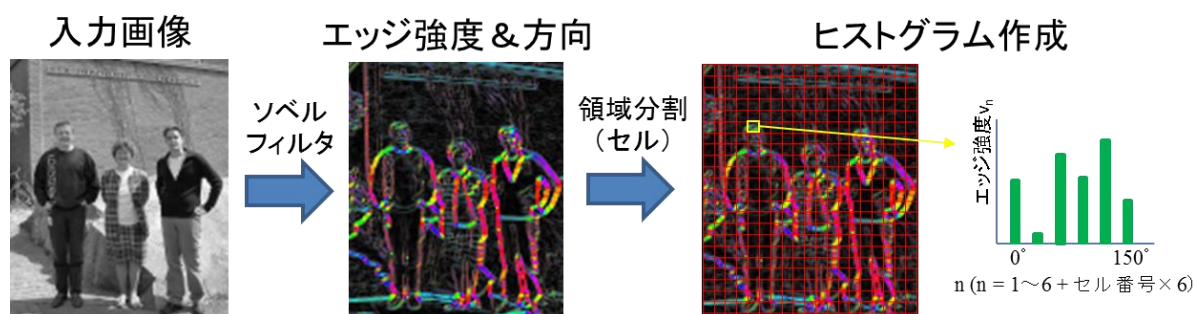 入力画像
エッジ強度＆方向
ヒストグラム作成
ソベル
フィルタ
領域分割
（セル）
エッジ強度vn
0°
150°
n (n = 1～6 + セル番号×6)